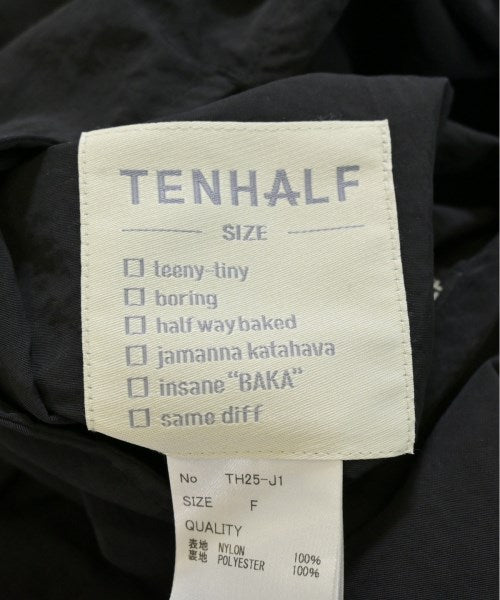 TENHALF
SIZE
☐ teeny-tiny
☐ boring
☐ half way baked
☐ jamanna katahava
☐ insane "BAKA"
☐ same diff
No TH25-J1
SIZE F
QUALITY
表地 NYLON 100%
裏地 POLYESTER 100%